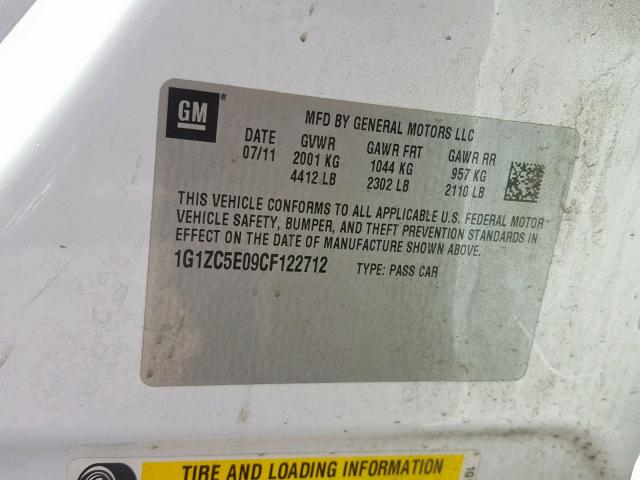 GM®
MFD BY GENERAL MOTORS LLC
DATE GVWR GAWR FRT GAWR RR
07/11 2001 KG 1044 KG 957 KG
4412 LB 2302 LB 2110 LB
THIS VEHICLE CONFORMS TO ALL APPLICABLE U.S. FEDERAL MOTOR
VEHICLE SAFETY, BUMPER, AND THEFT PREVENTION STANDARDS IN
EFFECT ON THE DATE OF MANUFACTURE SHOWN ABOVE.
1G1ZC5E09CF122712 TYPE: PASS CAR
TIRE AND LOADING INFORMATION
1G